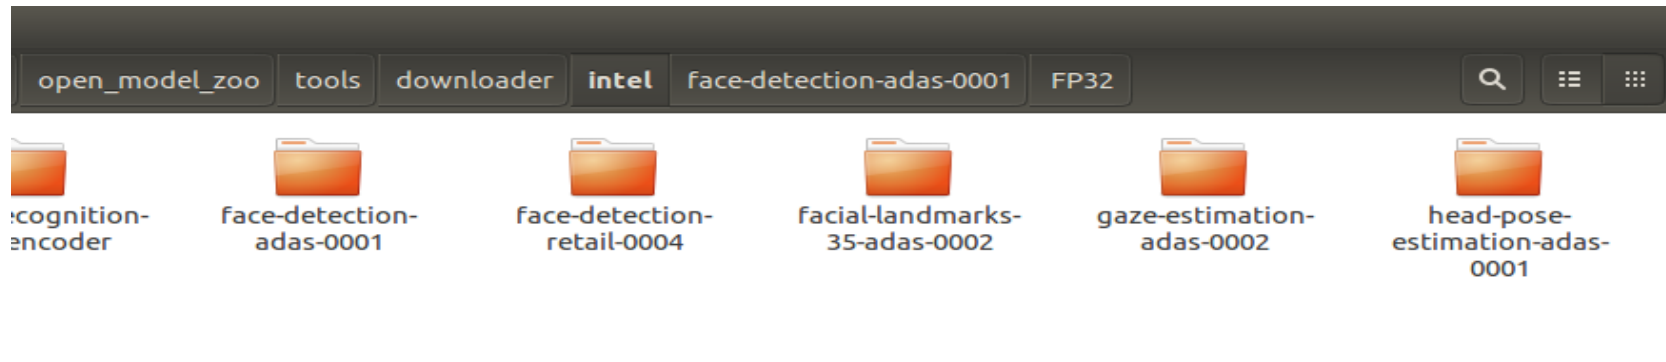 open_model_zoo tools downloader intel face-detection-adas-0001 FP32
face-detection- face-detection- facial-landmarks- gaze-estimation- head-pose-
encoder adas-0001 retail-0004 35-adas-0002 adas-0002 estimation-adas-
0001